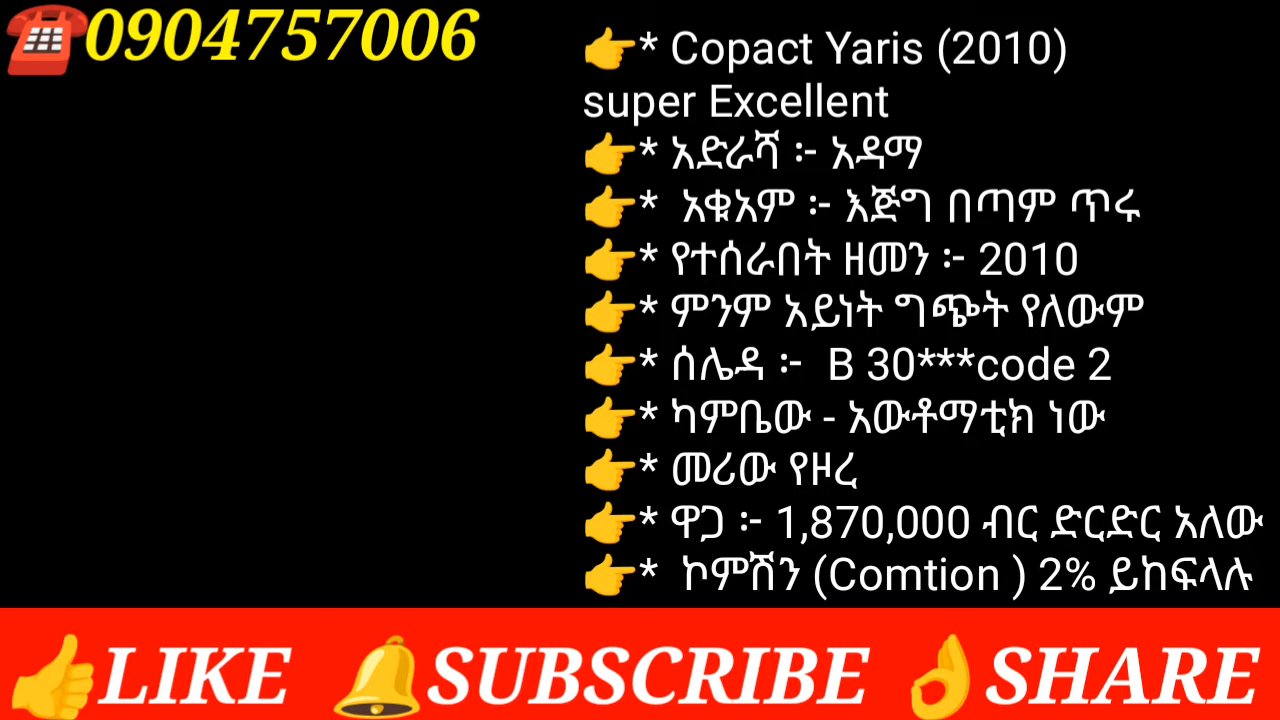 ☎0904757006
👉* Copact Yaris (2010)
super Excellent
👉* አድራሻ ፦ አዳማ
👉*  አቁአም ፦ እጅግ በጣም ጥሩ
👉* የተሰራበት ዘመን ፦ 2010
👉* ምንም አይነት ግጭት የለውም
👉* ሰሌዳ ፦  B 30***code 2
👉* ካምቤው - አውቶማቲክ ነው
👉* መሪው የዞረ
👉* ዋጋ ፦ 1,870,000 ብር ድርድር አለው
👉*  ኮምሽን (Comtion ) 2% ይከፍላሉ
👍LIKE 🔔SUBSCRIBE 👌SHARE